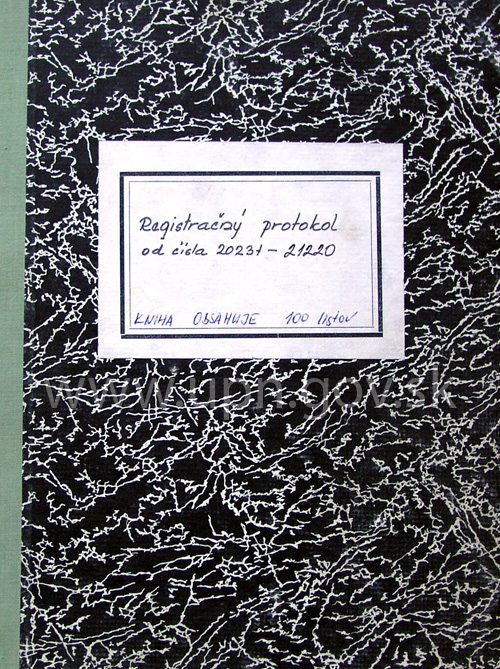 Registračný protokol
od čísla 20231 - 21220
KNIHA OBSAHUJE 100 listov
www.upn.gov.sk